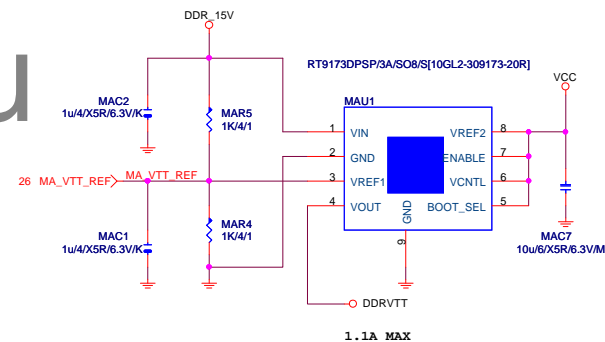 DDR_15V
RT9173DPSP/3A/SO8/S[10GL2-309173-20R]
VCC
u
MAC2
1u/4/X5R/6.3V/K
MAR5
1K/4/1
MAU1
1 VIN VREF2 8
2 GND ENABLE 7
26 MA_VTT_REF MA_VTT_REF 3 VREF1 VCNTL 6
4 VOUT BOOT_SEL 5
GND
9
MAC1
1u/4/X5R/6.3V/K
MAR4
1K/4/1
MAC7
10u/6/X5R/6.3V/M
DDRVTT
1.1A MAX